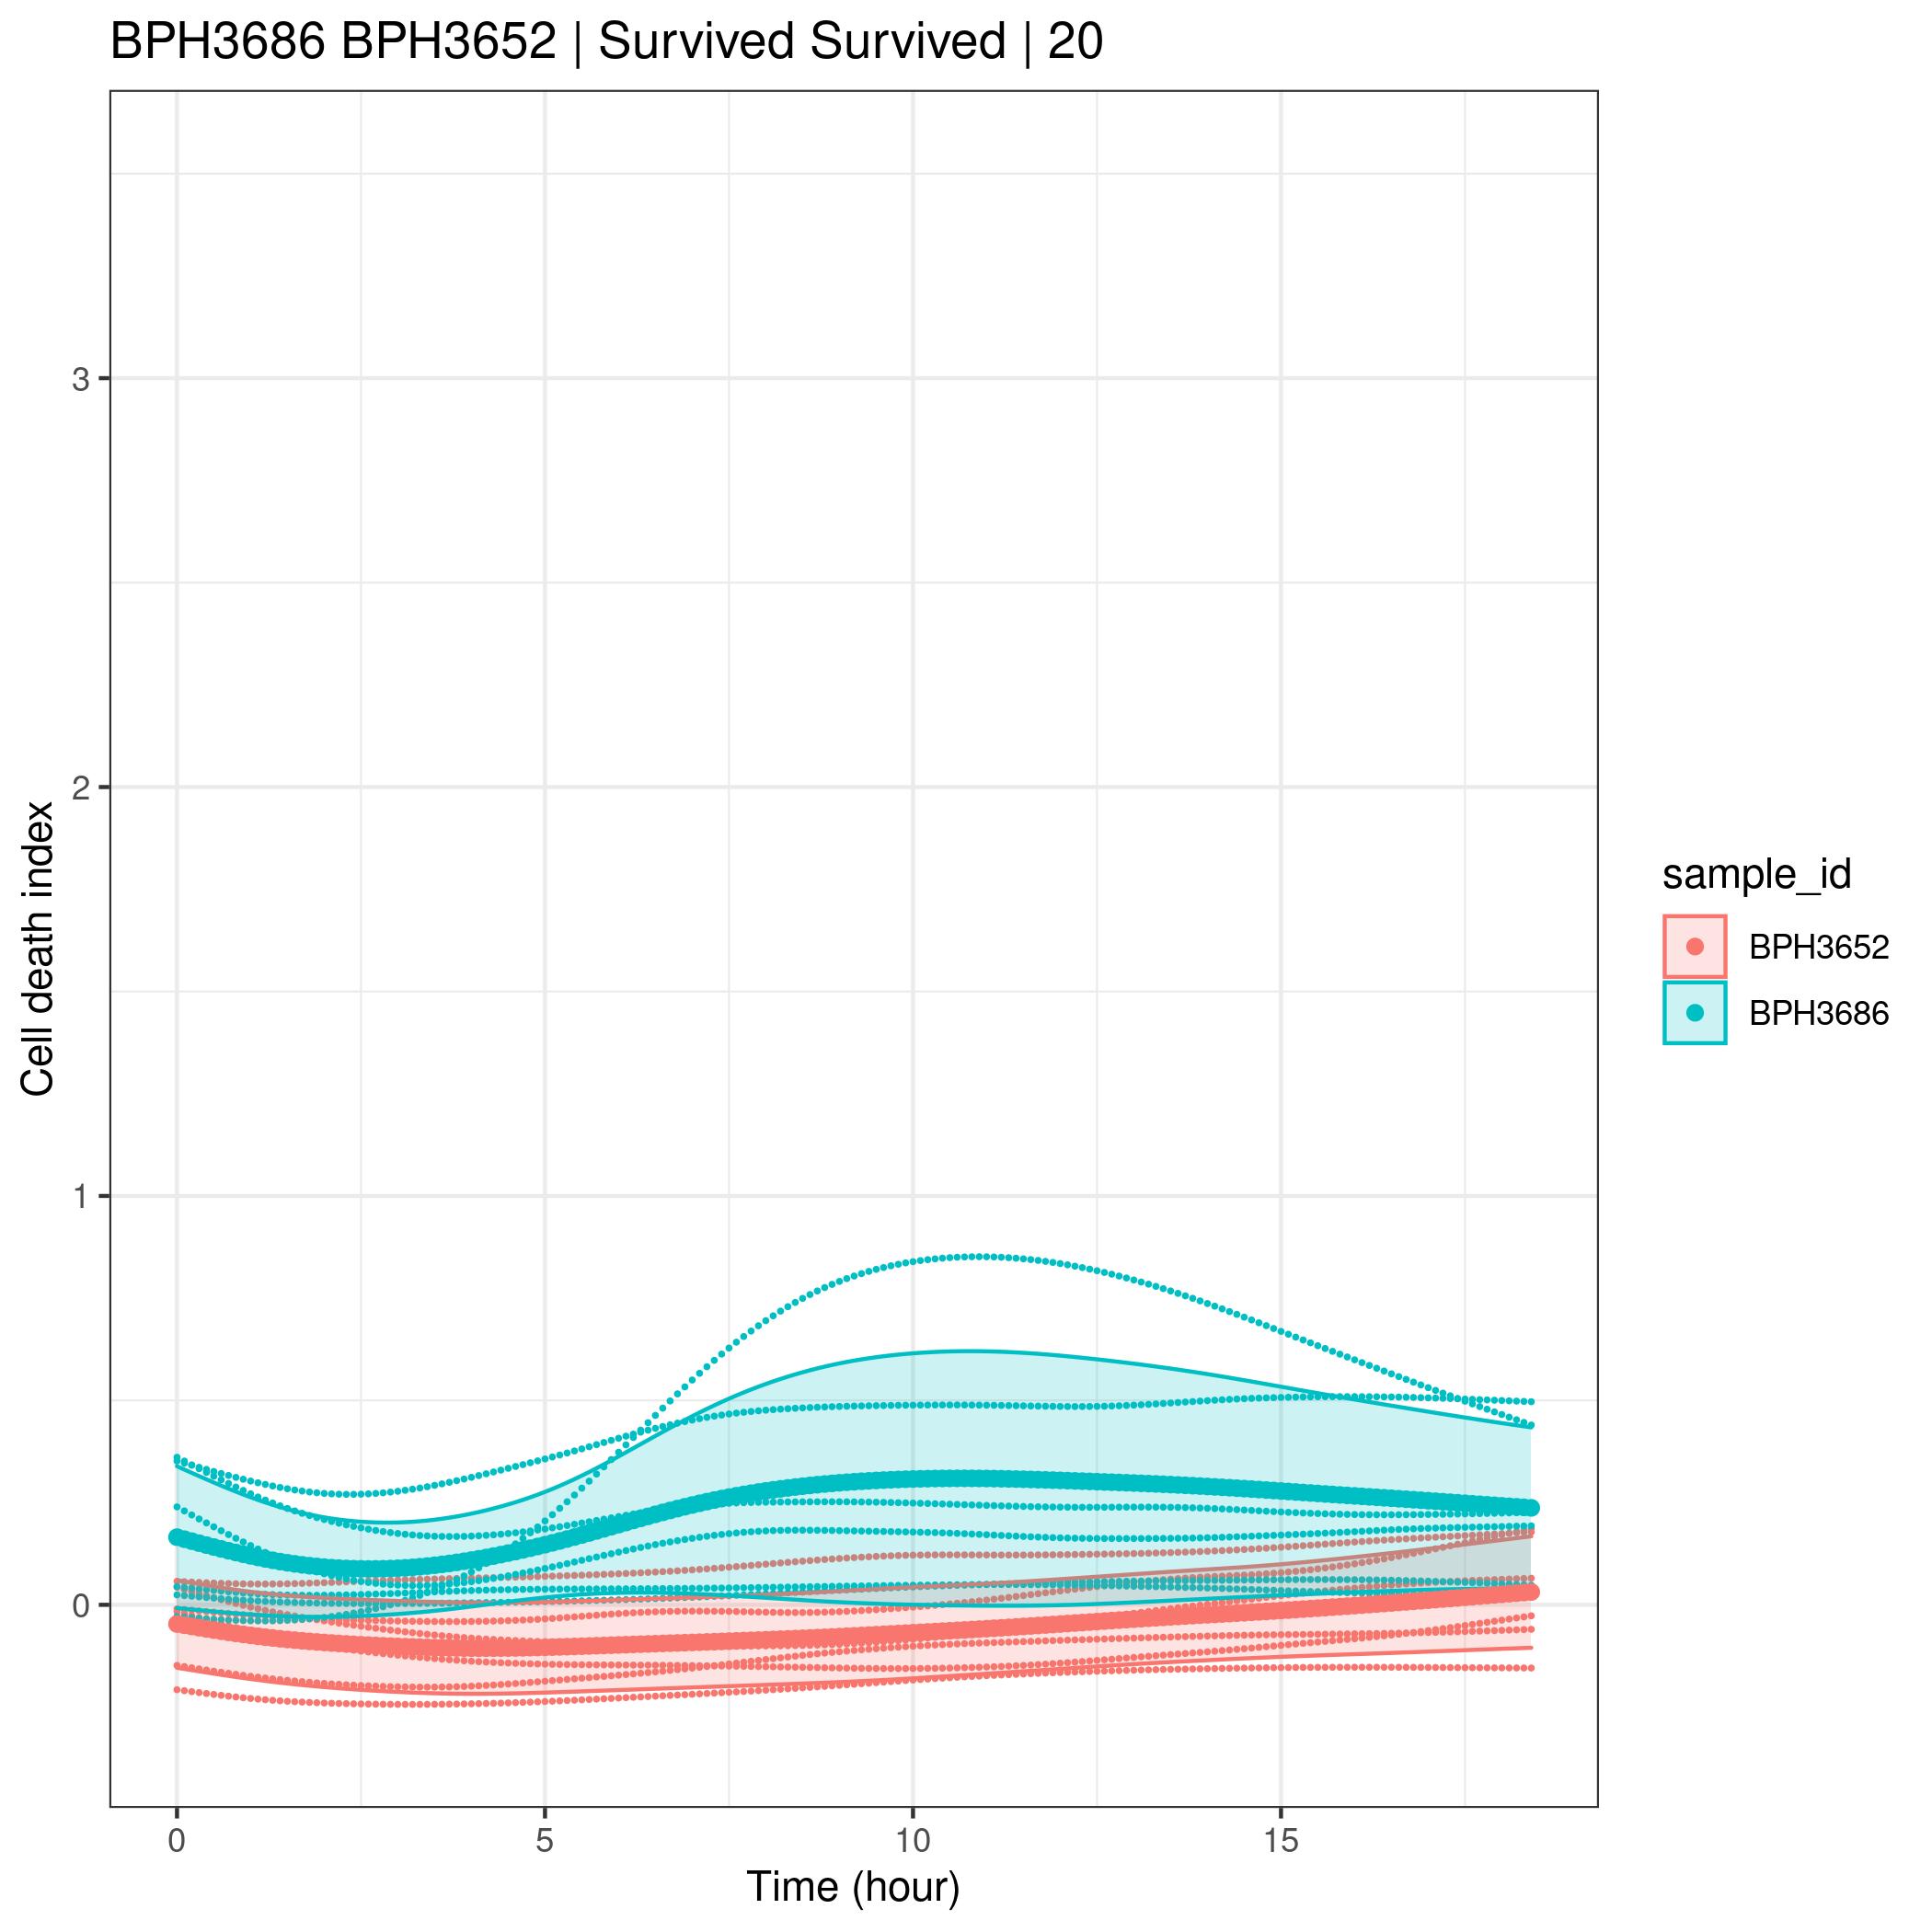 BPH3686 BPH3652 | Survived Survived | 20
Cell death index
3
2
1
0
0 5 10 15
Time (hour)
sample_id
BPH3652
BPH3686